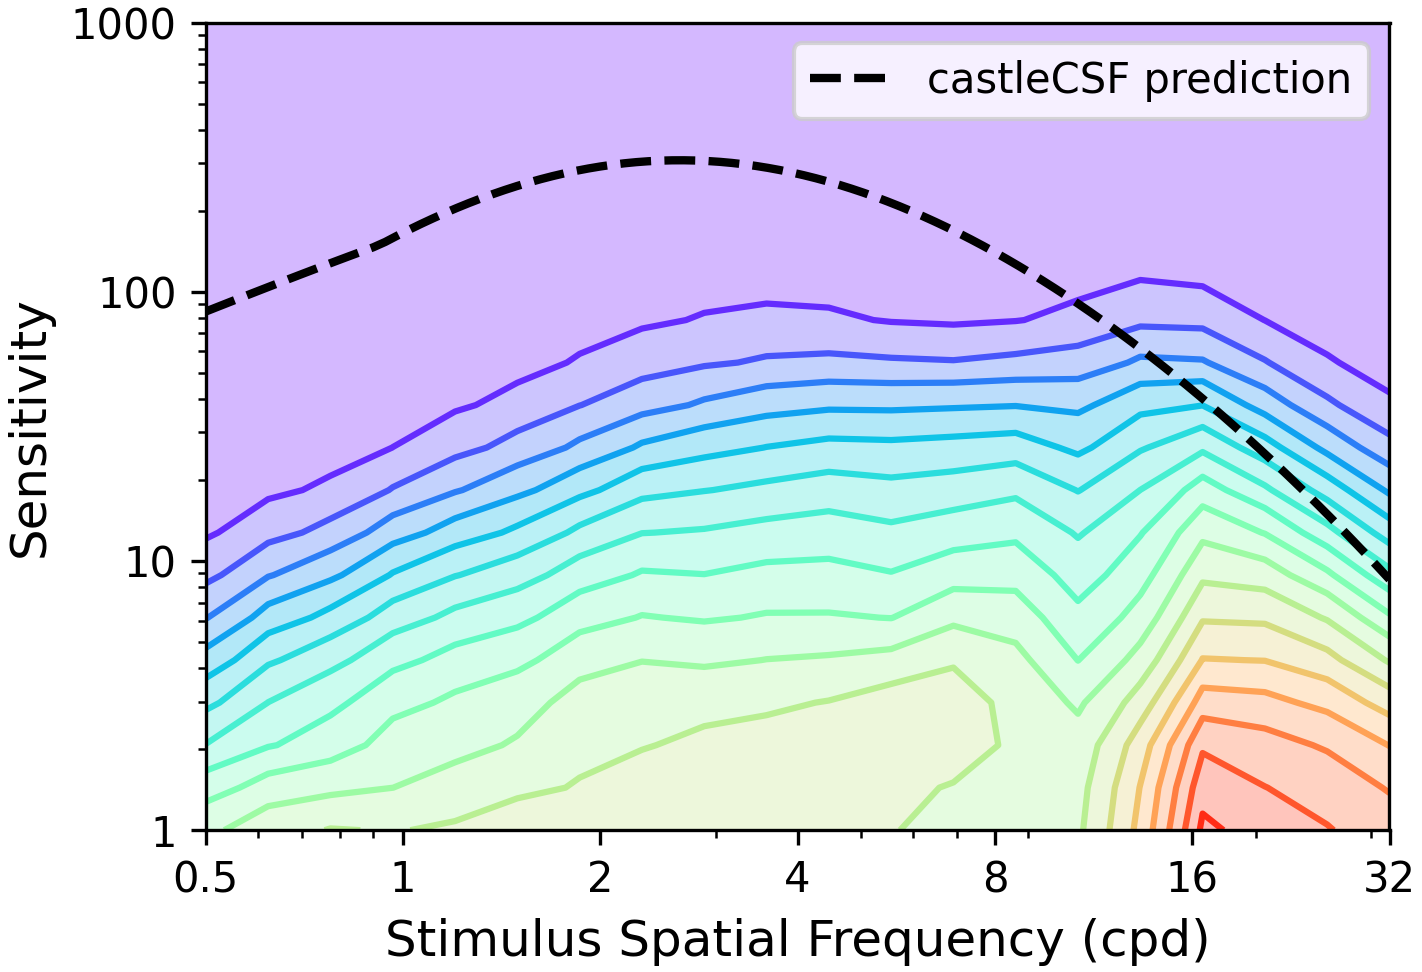 1000
100
10
1
Sensitivity
castleCSF prediction
0.5 1 2 4 8 16 32
Stimulus Spatial Frequency (cpd)